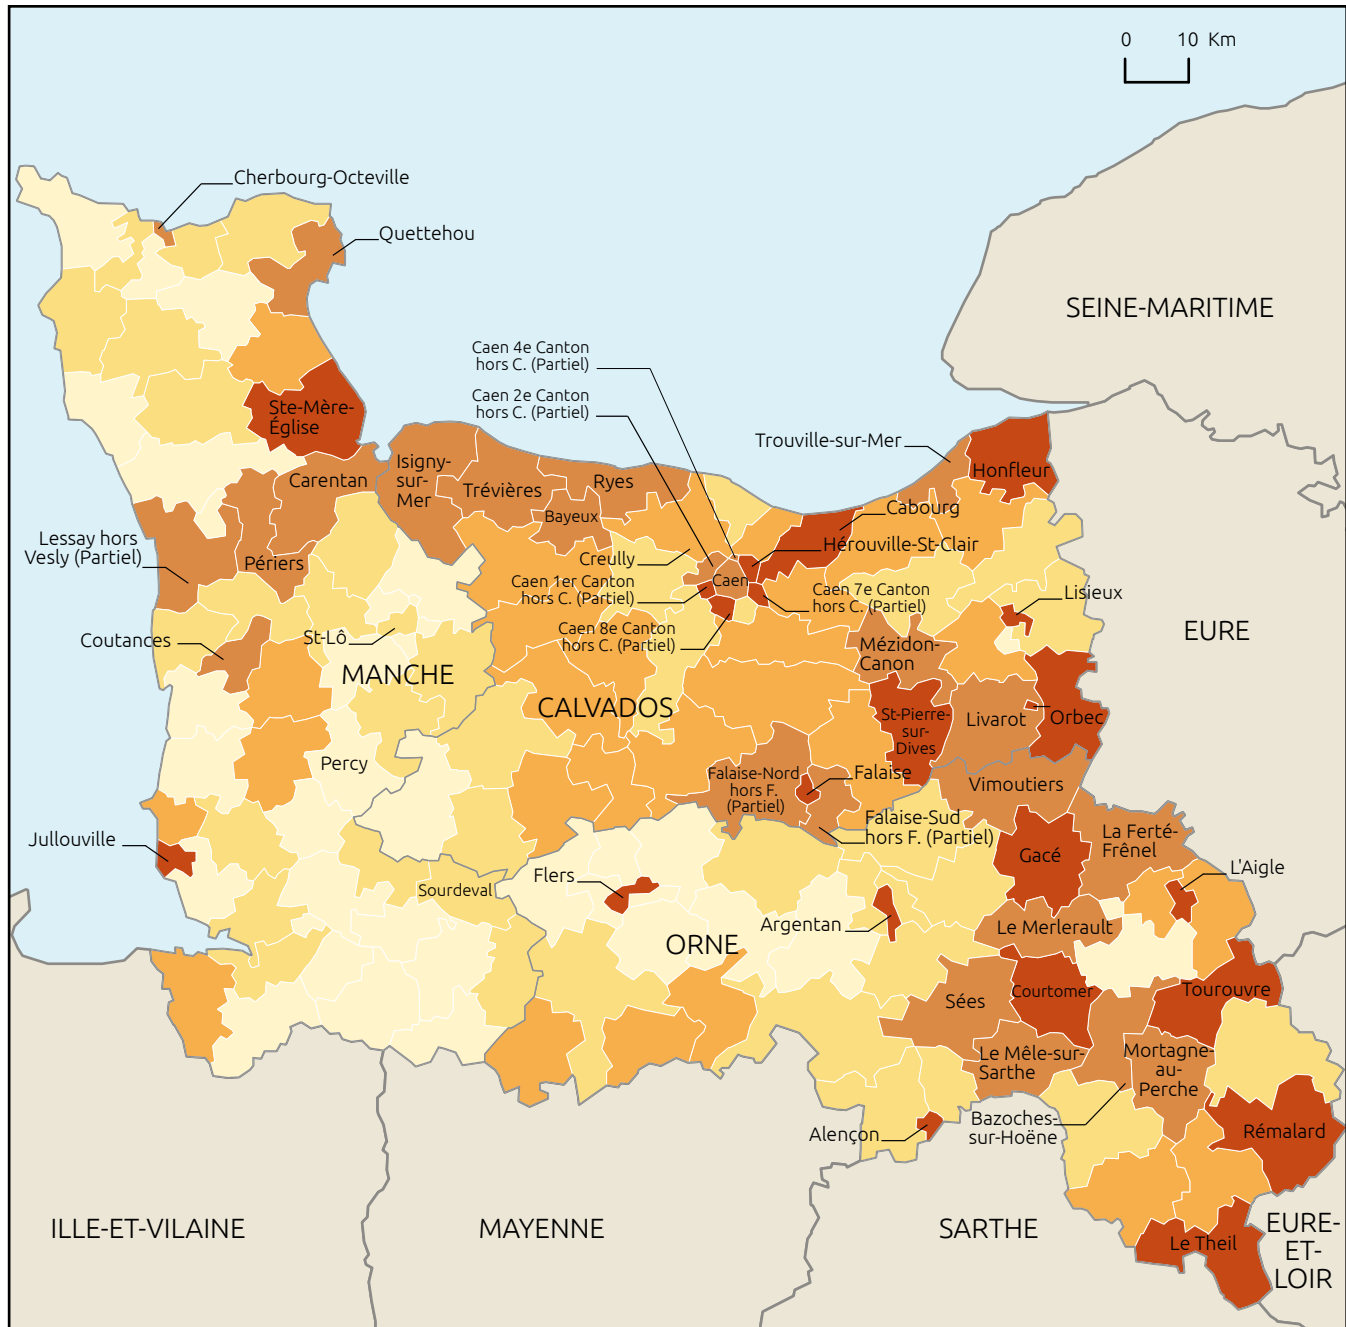 0 10 Km
Cherbourg-Octeville
Quettehou
SEINE-MARITIME
Caen 4e Canton
hors C. (Partiel)
Caen 2e Canton
hors C. (Partiel)
Ste-Mère-
Église
Trouville-sur-Mer
Honfleur
Carentan
Isigny-
sur-
Mer
Trévières
Ryes
Bayeux
Cabourg
Lessay hors
Vesly (Partiel)
Périers
Creully
Hérouville-St-Clair
Caen
Caen 1er Canton
hors C. (Partiel)
Caen 7e Canton
hors C. (Partiel)
Lisieux
Coutances
St-Lô
Caen 8e Canton
hors C. (Partiel)
Mézidon-
Canon
EURE
MANCHE
CALVADOS
St-Pierre-
sur-
Dives
Livarot
Orbec
Percy
Falaise-Nord
hors F.
(Partiel)
Falaise
Vimoutiers
Falaise-Sud
hors F. (Partiel)
Jullouville
Gacé
La Ferté-
Frênel
L'Aigle
Sourdeval
Flers
Argentan
Le Merlerault
ORNE
Sées
Courtomer
Tourouvre
Le Mêle-sur-
Sarthe
Mortagne-
au-
Perche
Bazoches-
sur-Hoëne
Alençon
Rémalard
ILLE-ET-VILAINE
MAYENNE
SARTHE
Le Theil
EURE-
ET-
LOIR